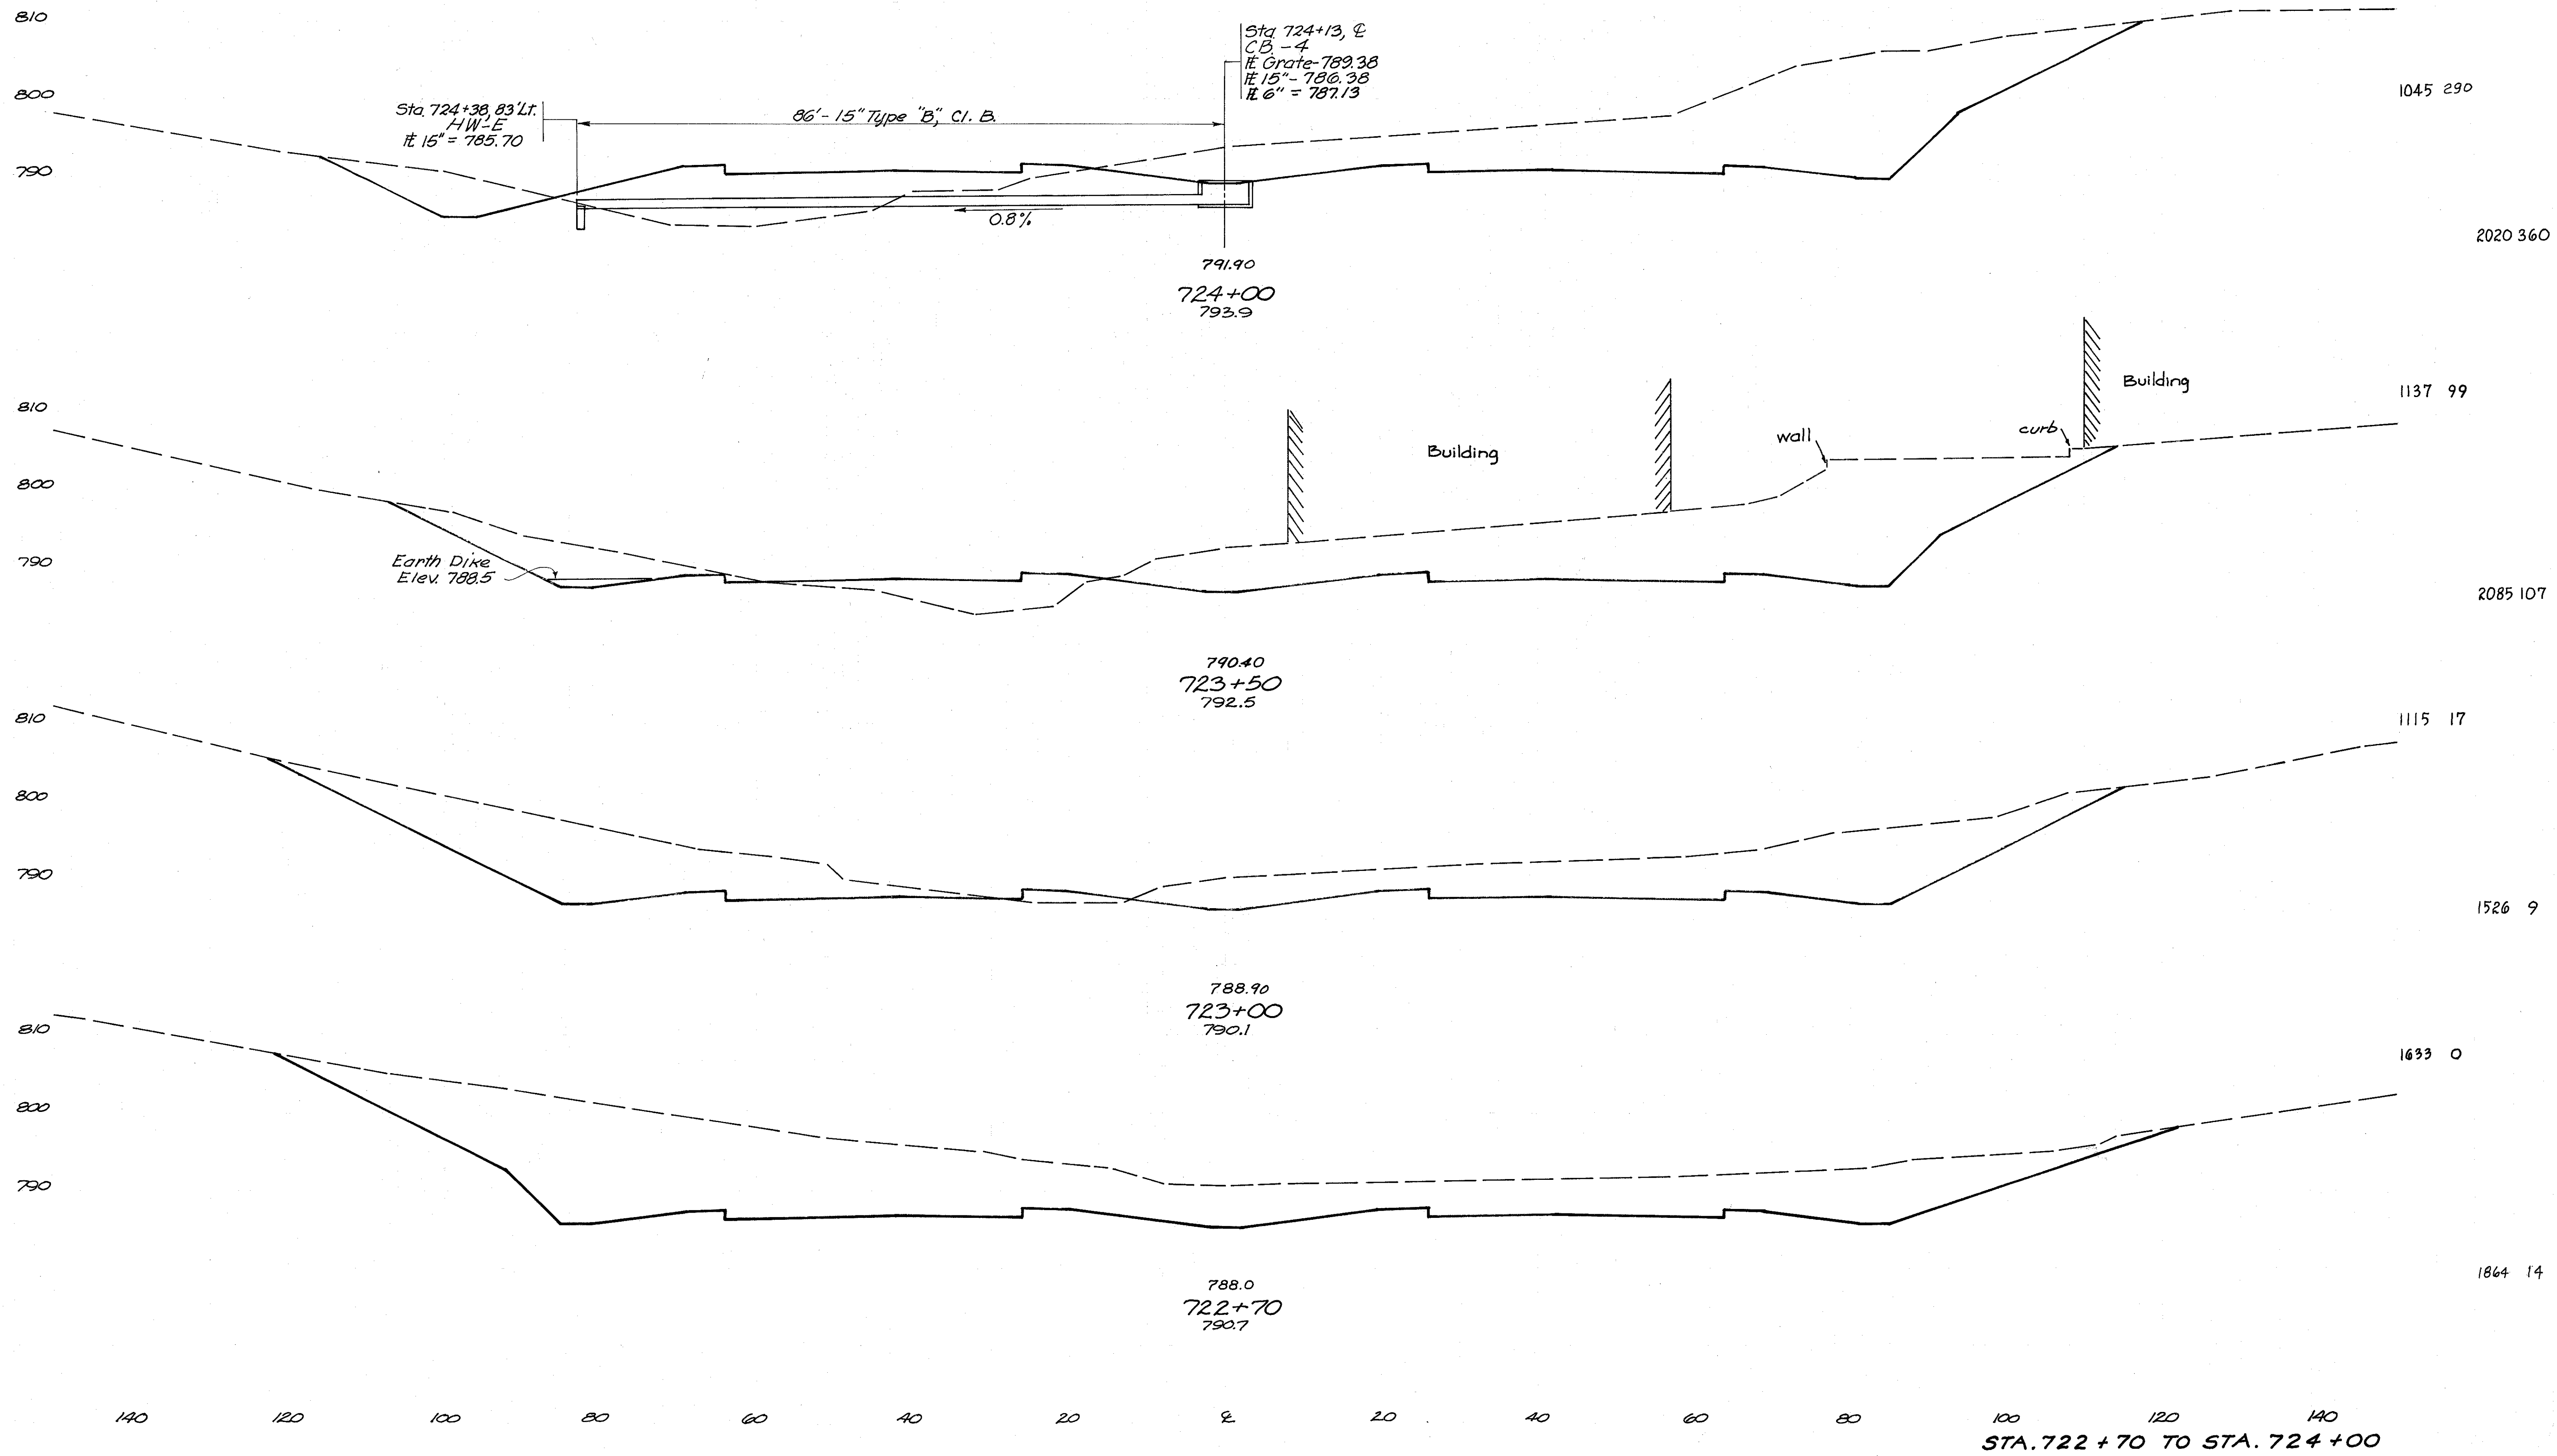 810
Sta. 724+13, ℄
CB. - 4
₣ Grate - 789.38
₣ 15" - 786.38
₣ 6" = 787.13
800
1045 290
Sta. 724+38, 83' Lt.
HW-E
₣ 15" = 785.70
86' - 15" Type "B", Cl. B.
790
0.8%
2020 360
791.90
724+00
793.9
Building
1137 99
810
wall
curb
Building
800
790
Earth Dike
Elev. 788.5
2085 107
790.40
723+50
792.5
810
1115 17
800
790
1526 9
788.90
723+00
790.1
810
1633 0
800
790
1864 14
788.0
722+70
790.7
140 120 100 80 60 40 20 ℄ 20 40 60 80 100 120 140
STA. 722+70 TO STA. 724+00